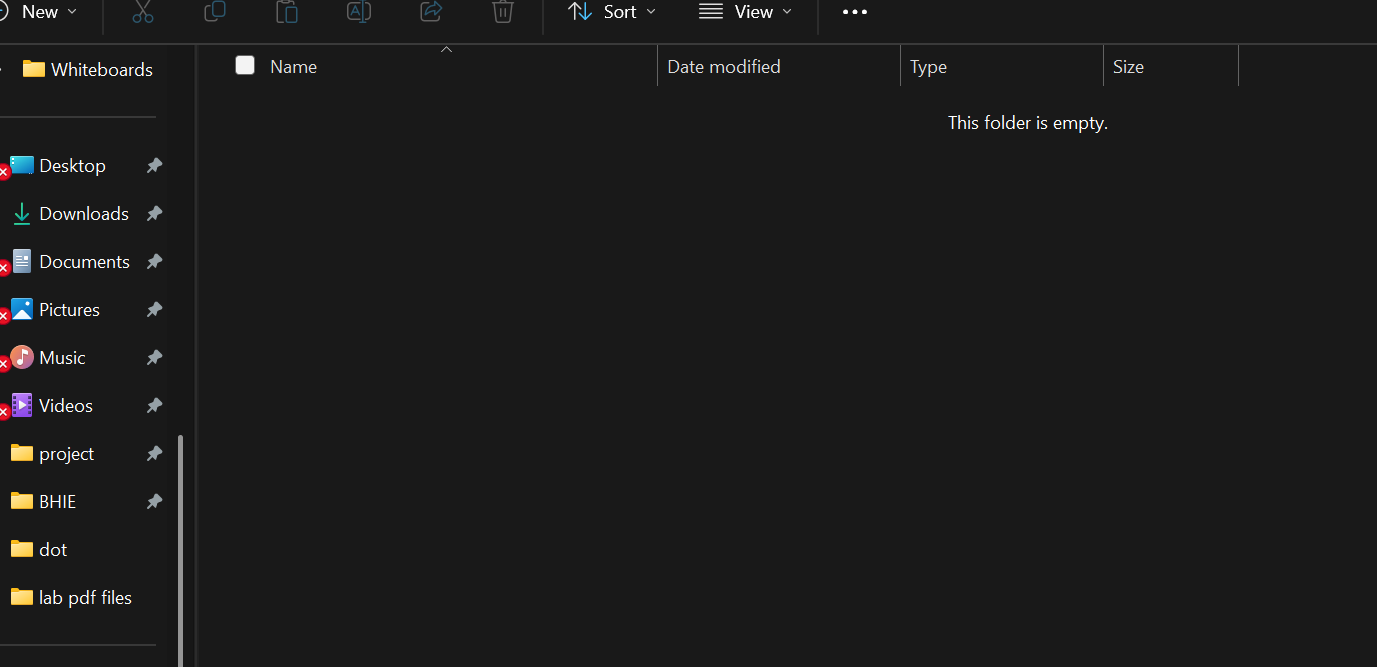 New
Sort
View
Whiteboards
Name
Date modified
Type
Size
This folder is empty.
Desktop
Downloads
Documents
Pictures
Music
Videos
project
BHIE
dot
lab pdf files